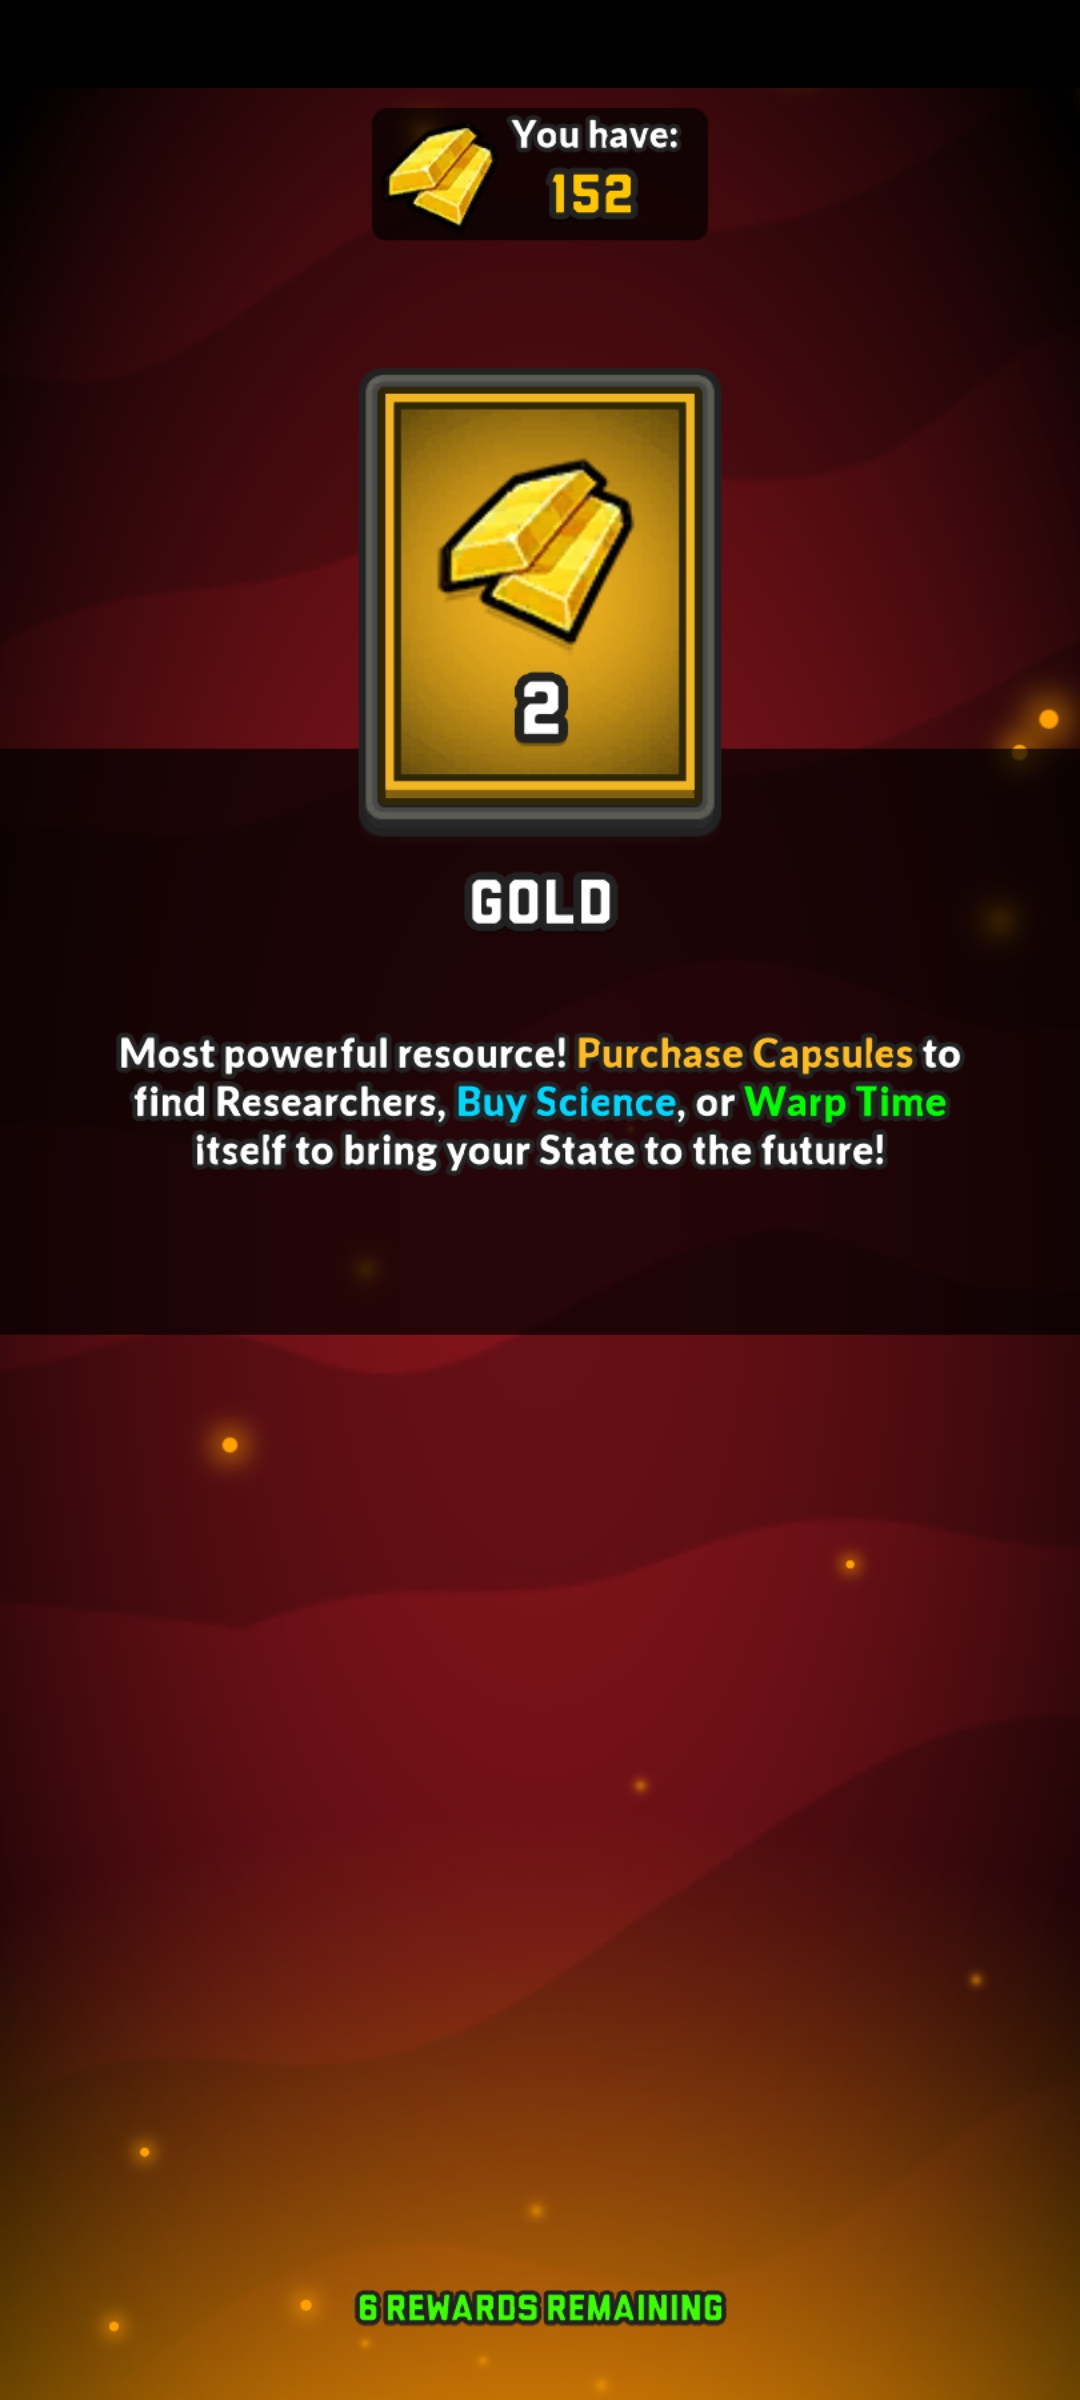 You have:
152
2
GOLD
Most powerful resource! Purchase Capsules to
find Researchers, Buy Science, or Warp Time
itself to bring your State to the future!
6 REWARDS REMAINING